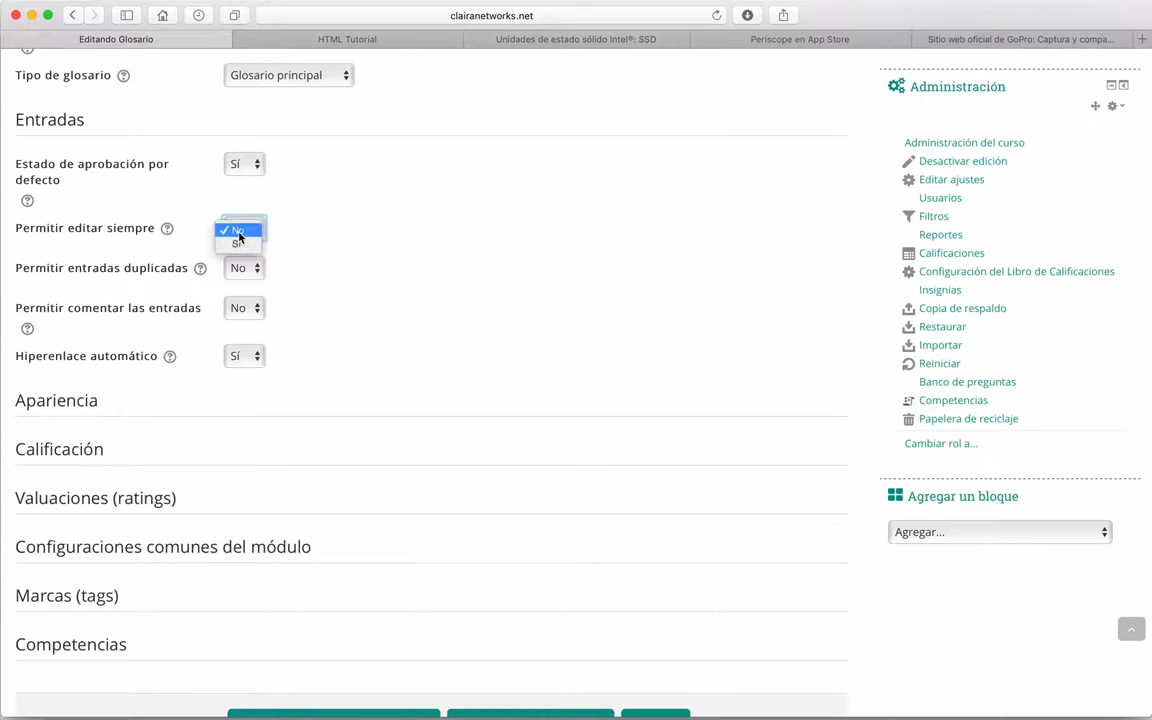 clairanetworks.net
Editando Glosario
HTML Tutorial
Unidades de estado sólido Intel®: SSD
Periscope en App Store
Sitio web oficial de GoPro: Captura y compa...
Tipo de glosario
Glosario principal
Entradas
Estado de aprobación por
defecto
Sí
Permitir editar siempre
No
Sí
Permitir entradas duplicadas
No
Permitir comentar las entradas
No
Hiperenlace automático
Sí
Apariencia
Calificación
Valuaciones (ratings)
Configuraciones comunes del módulo
Marcas (tags)
Competencias
Administración
Administración del curso
Desactivar edición
Editar ajustes
Usuarios
Filtros
Reportes
Calificaciones
Configuración del Libro de Calificaciones
Insignias
Copia de respaldo
Restaurar
Importar
Reiniciar
Banco de preguntas
Competencias
Papelera de reciclaje
Cambiar rol a...
Agregar un bloque
Agregar...